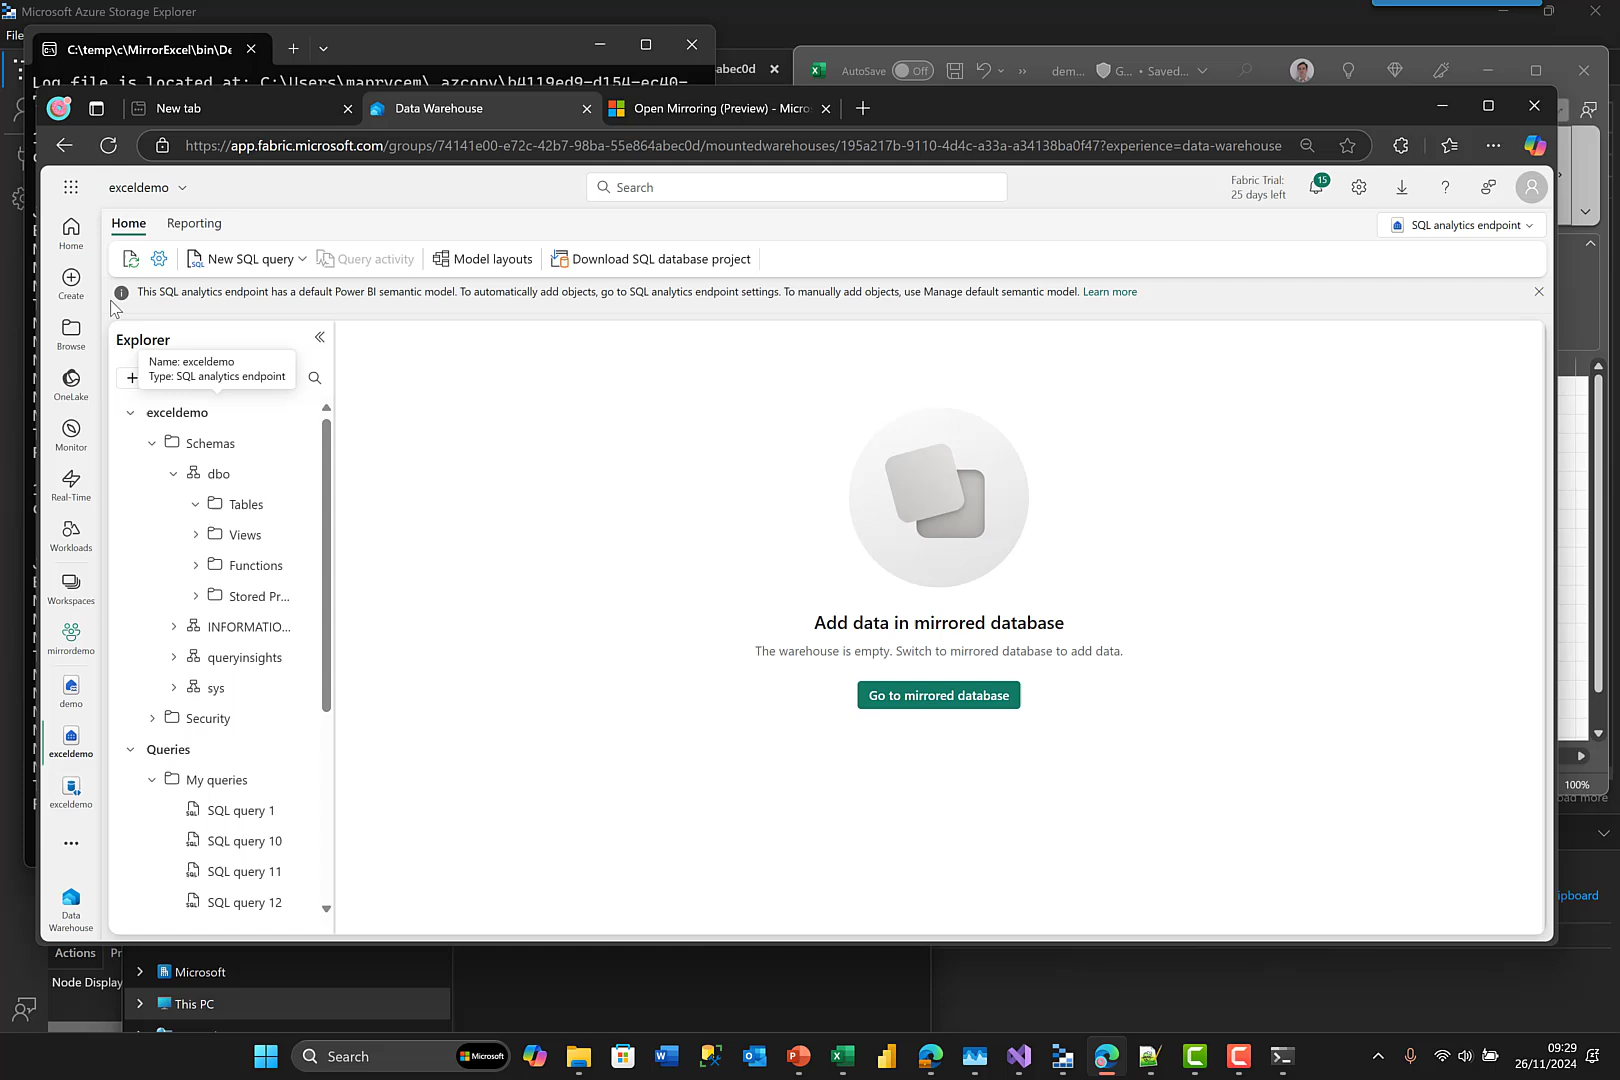 Microsoft Azure Storage Explorer
File
C:\temp\c\MirrorExcel\bin\De
abec0d
AutoSave
Off
dem...
G... • Saved...
New tab
Data Warehouse
Open Mirroring (Preview) - Micro
https://app.fabric.microsoft.com/groups/74141e00-e72c-42b7-98ba-55e864abec0d/mountedwarehouses/195a217b-9110-4d4c-a33a-a34138ba0f47?experience=data-warehouse
exceldemo
Search
Fabric Trial:
25 days left
15
Home
Reporting
SQL analytics endpoint
New SQL query
Query activity
Model layouts
Download SQL database project
This SQL analytics endpoint has a default Power BI semantic model. To automatically add objects, go to SQL analytics endpoint settings. To manually add objects, use Manage default semantic model. Learn more
Home
Create
Browse
OneLake
Monitor
Real-Time
Workloads
Workspaces
mirrordemo
demo
exceldemo
exceldemo
Data
Warehouse
Explorer
Name: exceldemo
Type: SQL analytics endpoint
exceldemo
Schemas
dbo
Tables
Views
Functions
Stored Pr...
INFORMATIO...
queryinsights
sys
Security
Queries
My queries
SQL query 1
SQL query 10
SQL query 11
SQL query 12
Add data in mirrored database
The warehouse is empty. Switch to mirrored database to add data.
Go to mirrored database
100%
oad more
ipboard
Actions
Pr
Node Display
Microsoft
This PC
Search
Microsoft
09:29
26/11/2024